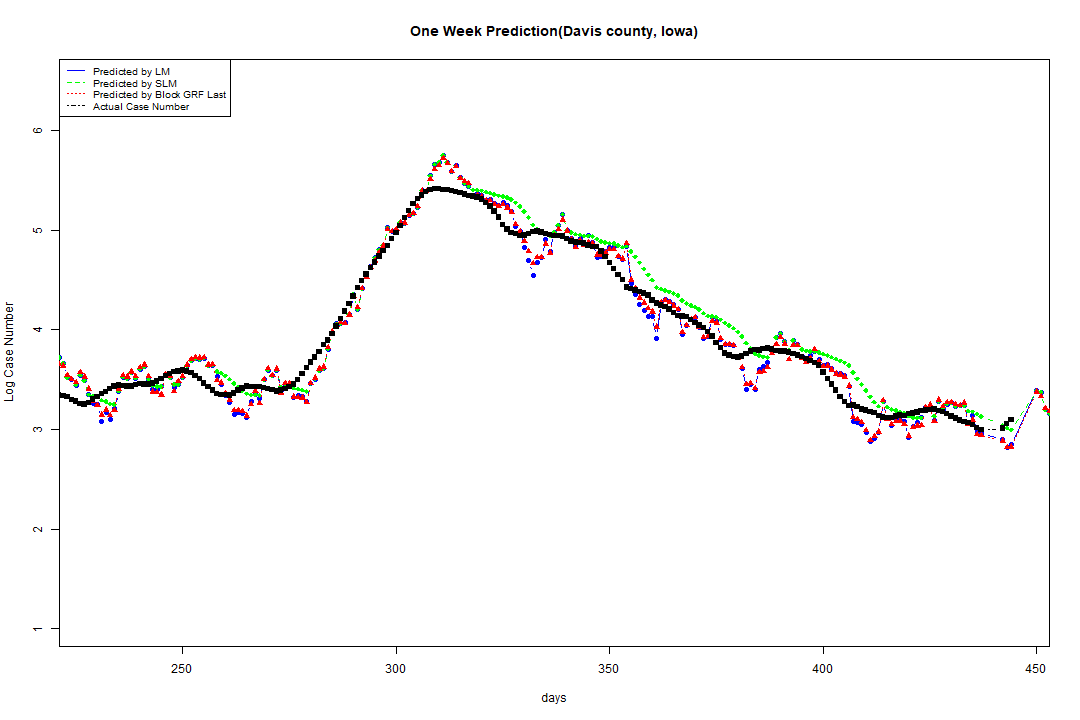 One Week Prediction(Davis county, Iowa)
Predicted by LM
Predicted by SLM
Predicted by Block GRF Last
Actual Case Number
6
5
4
3
2
1
Log Case Number
250 300 350 400 450
days